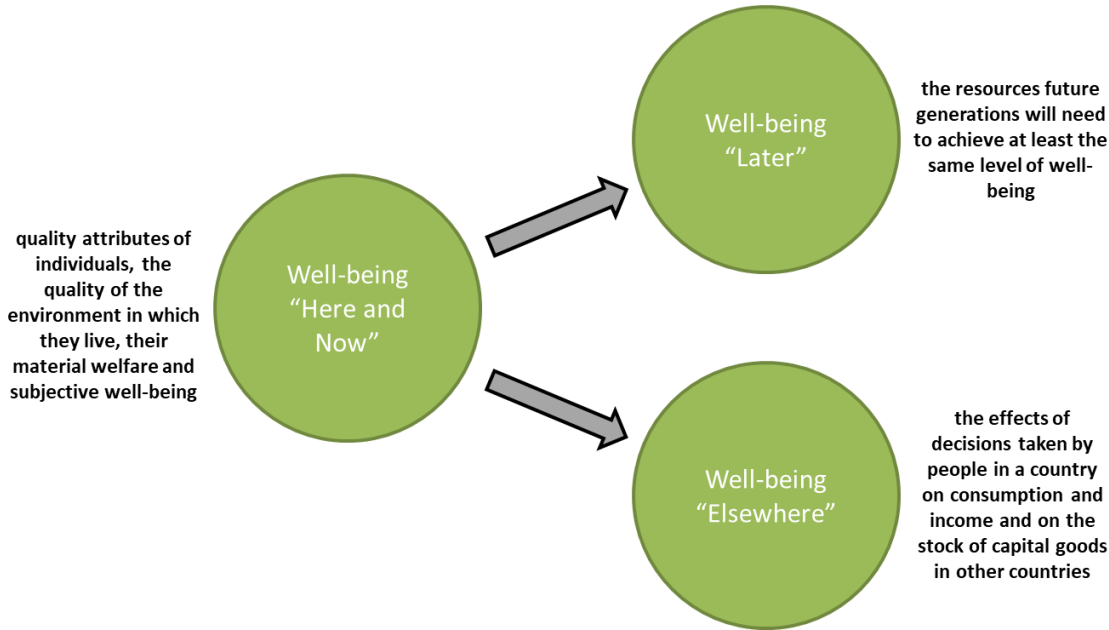 quality attributes of
individuals, the
quality of the
environment in which
they live, their
material welfare and
subjective well-being
Well-being
“Here and
Now”
Well-being
“Later”
the resources future
generations will need
to achieve at least the
same level of well-
being
Well-being
“Elsewhere”
the effects of
decisions taken by
people in a country
on consumption and
income and on the
stock of capital goods
in other countries